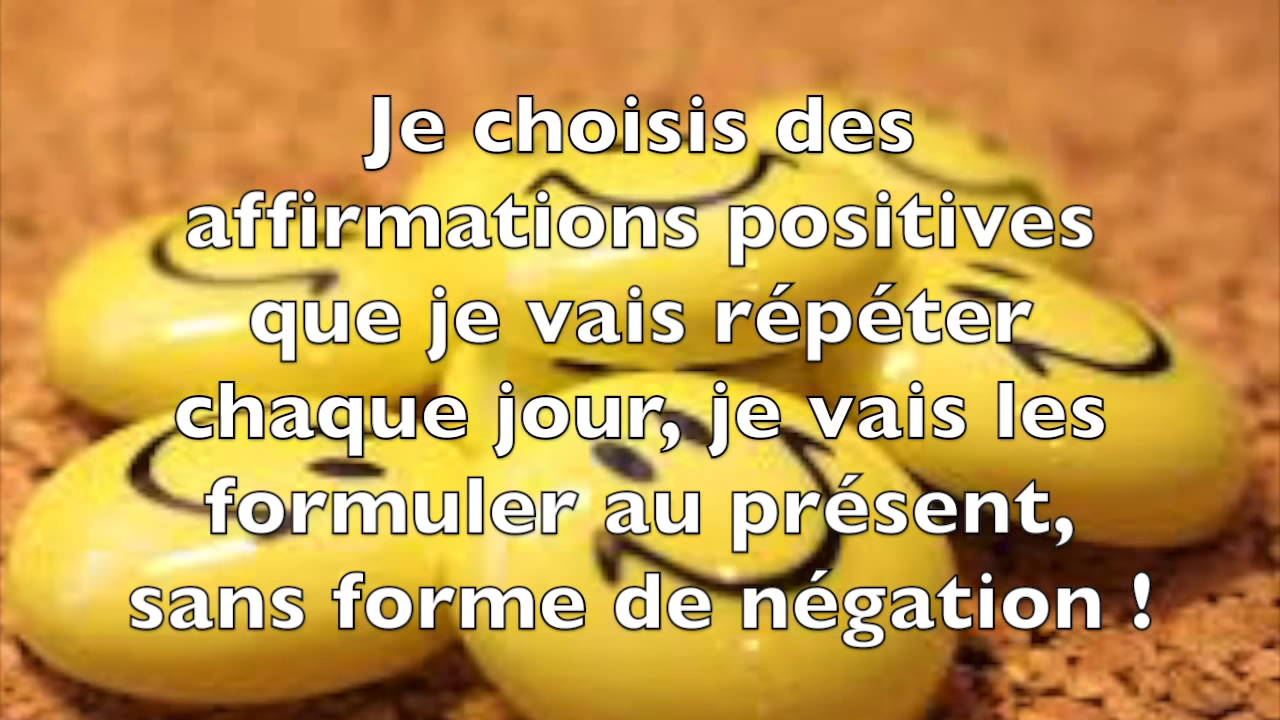 Je choisis des
affirmations positives
que je vais répéter
chaque jour, je vais les
formuler au présent,
sans forme de négation !